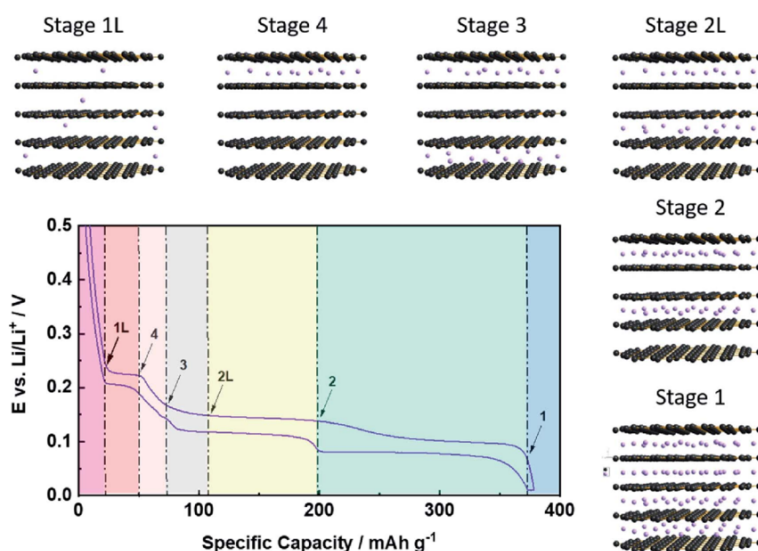 Stage 1L
Stage 4
Stage 3
Stage 2L
Stage 2
Stage 1
E vs. Li/Li⁺ / V
0.5
0.4
0.3
0.2
0.1
0.0
1L
4
3
2L
2
1
0
100
200
300
400
Specific Capacity / mAh g⁻¹